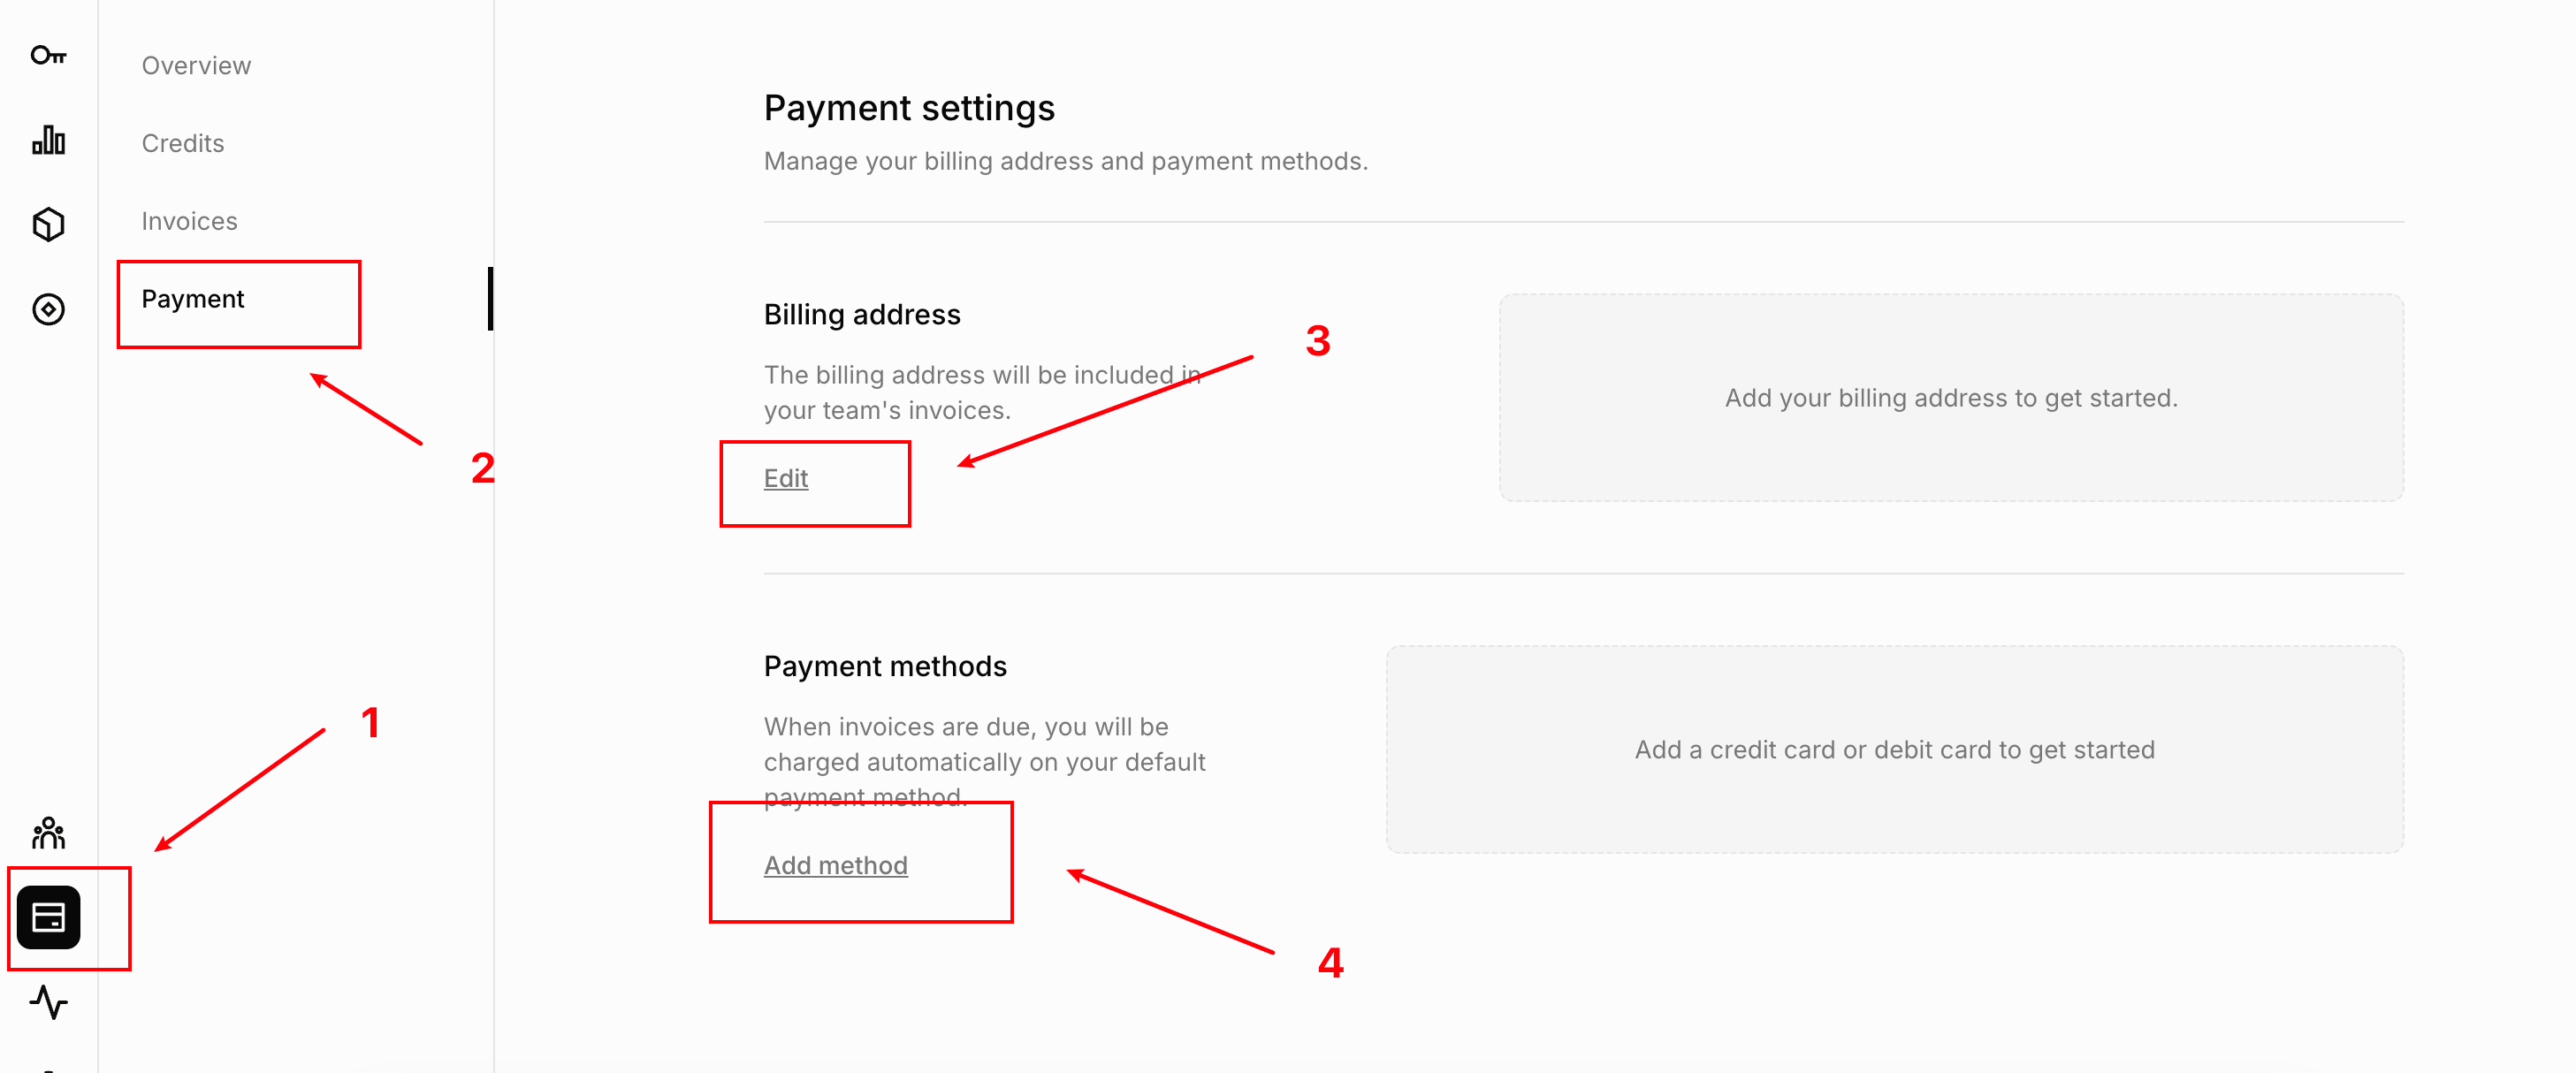 Overview
Credits
Invoices
Payment
2
1
Payment settings
Manage your billing address and payment methods.
Billing address
The billing address will be included in
your team's invoices.
Edit
3
Add your billing address to get started.
Payment methods
When invoices are due, you will be
charged automatically on your default
payment method.
Add method
4
Add a credit card or debit card to get started